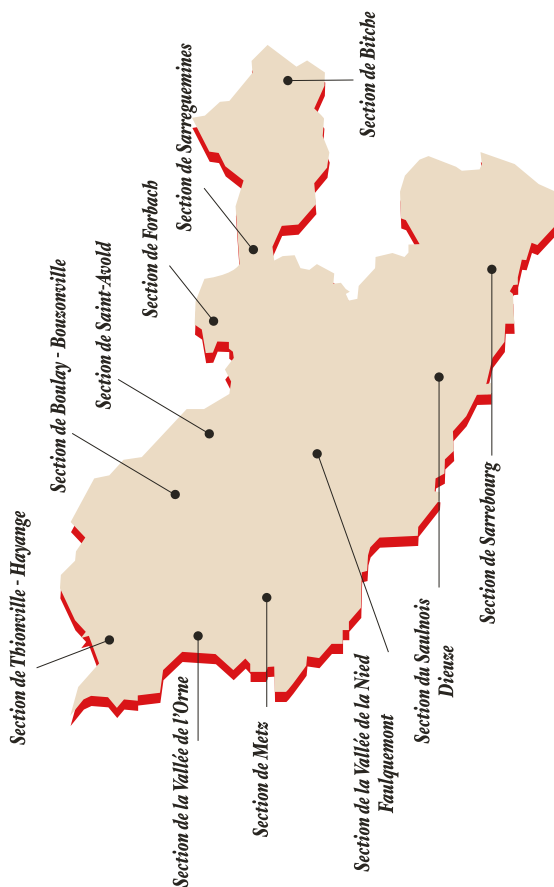 Section de Thionville - Hayange
Section de Boulay - Bouzonville
Section de Saint-Avold
Section de Forbach
Section de Sarreguemines
Section de Bitche
Section de la Vallée de l'Orne
Section de Metz
Section de la Vallée de la Nied
Faulquemont
Section du Saulnois
Dieuze
Section de Sarrebourg